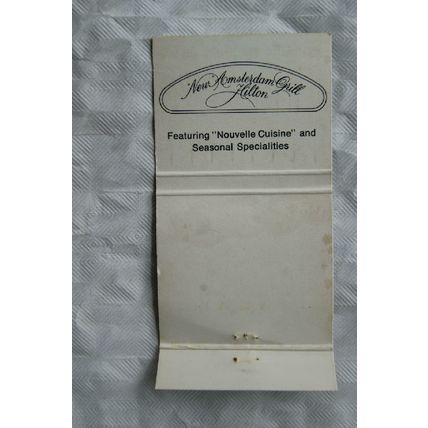 New Amsterdam Grill
Hilton
Featuring "Nouvelle Cuisine" and
Seasonal Specialities